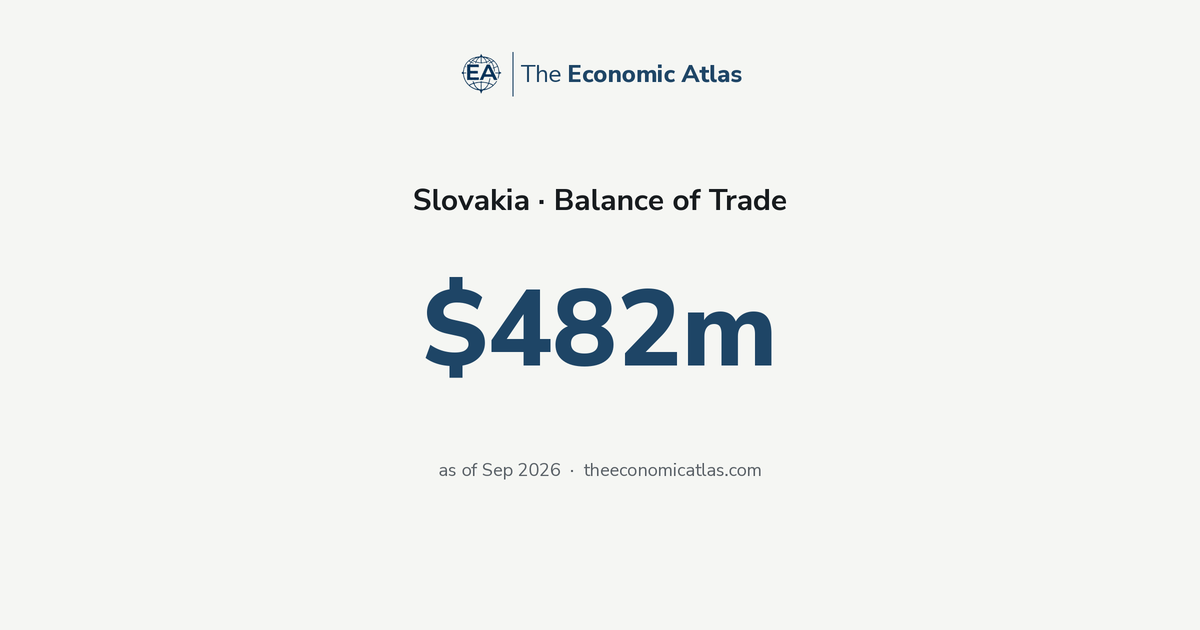 EA The Economic Atlas
Slovakia · Balance of Trade
$482m
as of Sep 2026 · theeconomicatlas.com